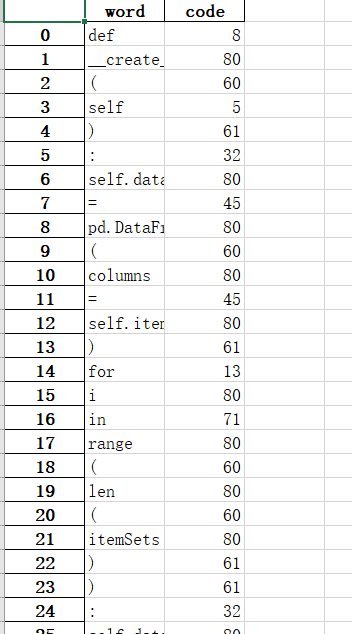 word code
0 def 8
1 __create_ 80
2 ( 60
3 self 5
4 ) 61
5 : 32
6 self.data 80
7 = 45
8 pd.DataFr 80
9 ( 60
10 columns 80
11 = 45
12 self.item 80
13 ) 61
14 for 13
15 i 80
16 in 71
17 range 80
18 ( 60
19 len 80
20 ( 60
21 itemSets 80
22 ) 61
23 ) 61
24 : 32